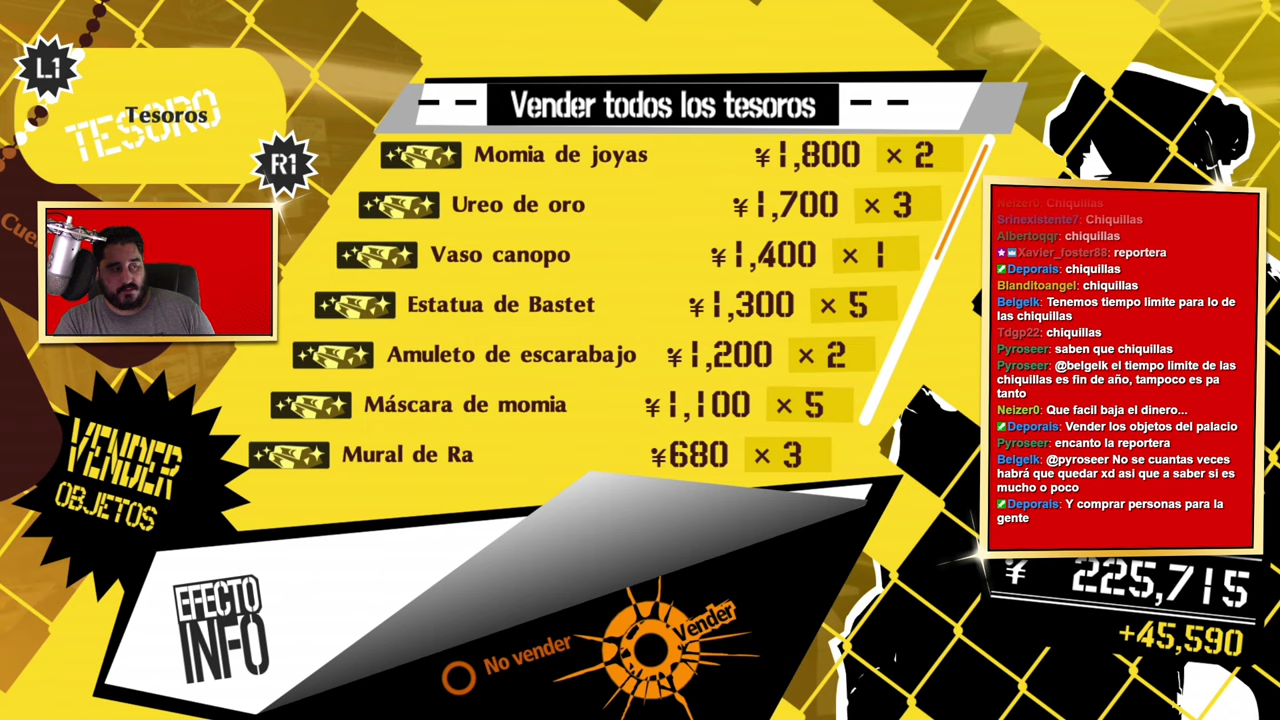 L1
TESORO
Tesoros
R1
Vender todos los tesoros
Momia de joyas ¥1,800 × 2
Ureo de oro ¥1,700 × 3
Vaso canopo ¥1,400 × 1
Estatua de Bastet ¥1,300 × 5
Amuleto de escarabajo ¥1,200 × 2
Máscara de momia ¥1,100 × 5
Mural de Ra ¥680 × 3
VENDER
OBJETOS
EFECTO
INFO
No vender
Vender
Neizer0: Chiquillas
Srinexistente7: Chiquillas
Albertoqqr: chiquillas
Xavier_foster88: reportera
Deporais: chiquillas
Blanditoangel: chiquillas
Belgelk: Tenemos tiempo limite para lo de
las chiquillas
Tdgp22: chiquillas
Pyroseer: saben que chiquillas
Pyroseer: @belgelk el tiempo limite de las
chiquillas es fin de año, tampoco es pa
tanto
Neizer0: Que facil baja el dinero...
Deporais: Vender los objetos del palacio
Pyroseer: encanto la reportera
Belgelk: @pyroseer No se cuantas veces
habrá que quedar xd asi que a saber si es
mucho o poco
Deporais: Y comprar personas para la
gente
¥ 225,715
+45,590